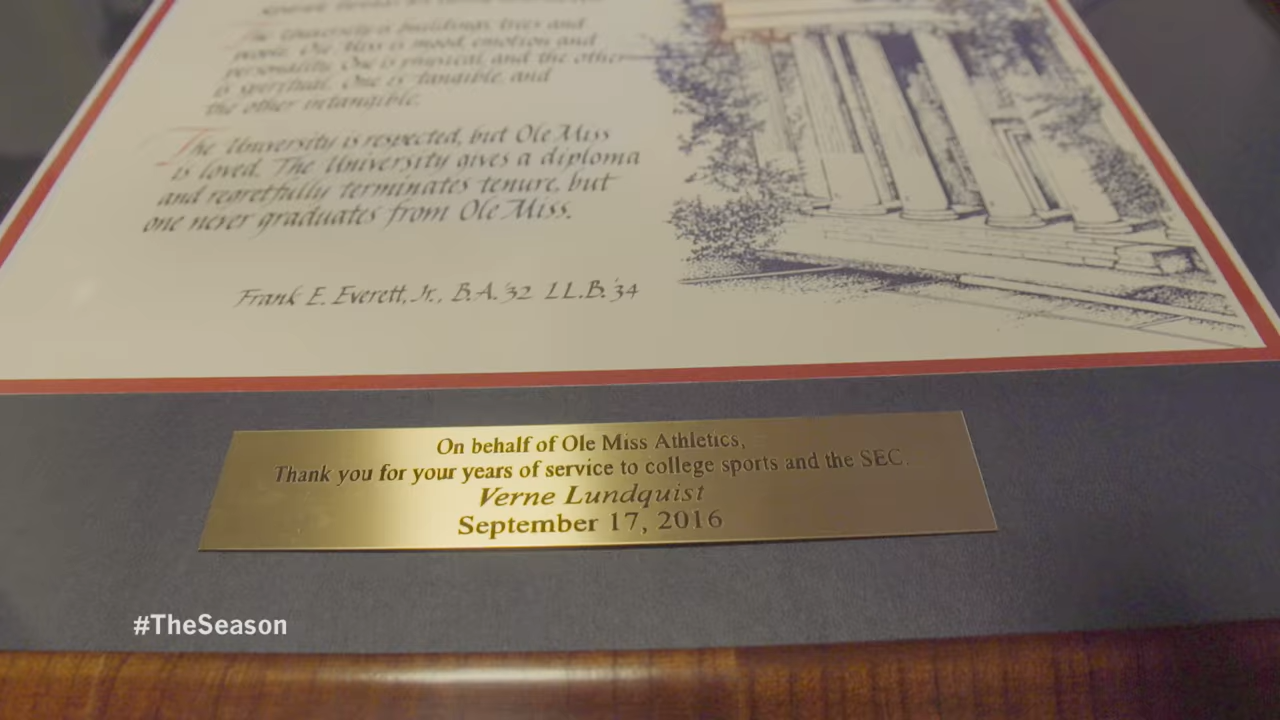 The University is buildings, trees and
people. Ole Miss is mood, emotion and
personality. One is physical, and the other
is spiritual. One is tangible, and
the other intangible.
The University is respected, but Ole Miss
is loved. The University gives a diploma
and regretfully terminates tenure, but
one never graduates from Ole Miss.
Frank E. Everett, Jr., B.A.'32 LL.B.'34
On behalf of Ole Miss Athletics,
Thank you for your years of service to college sports and the SEC.
Verne Lundquist
September 17, 2016
#TheSeason